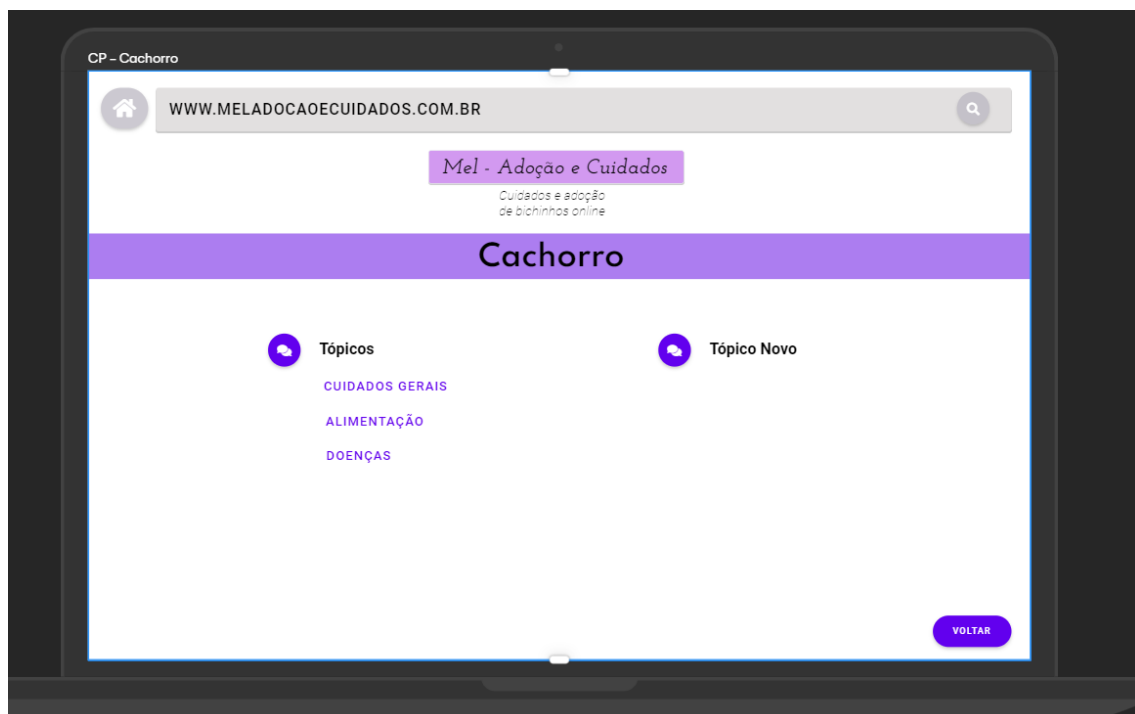 CP – Cachorro
WWW.MELADOCAOECUIDADOS.COM.BR
Mel - Adoção e Cuidados
Cuidados e adoção
de bichinhos online
Cachorro
Tópicos
CUIDADOS GERAIS
ALIMENTAÇÃO
DOENÇAS
Tópico Novo
VOLTAR